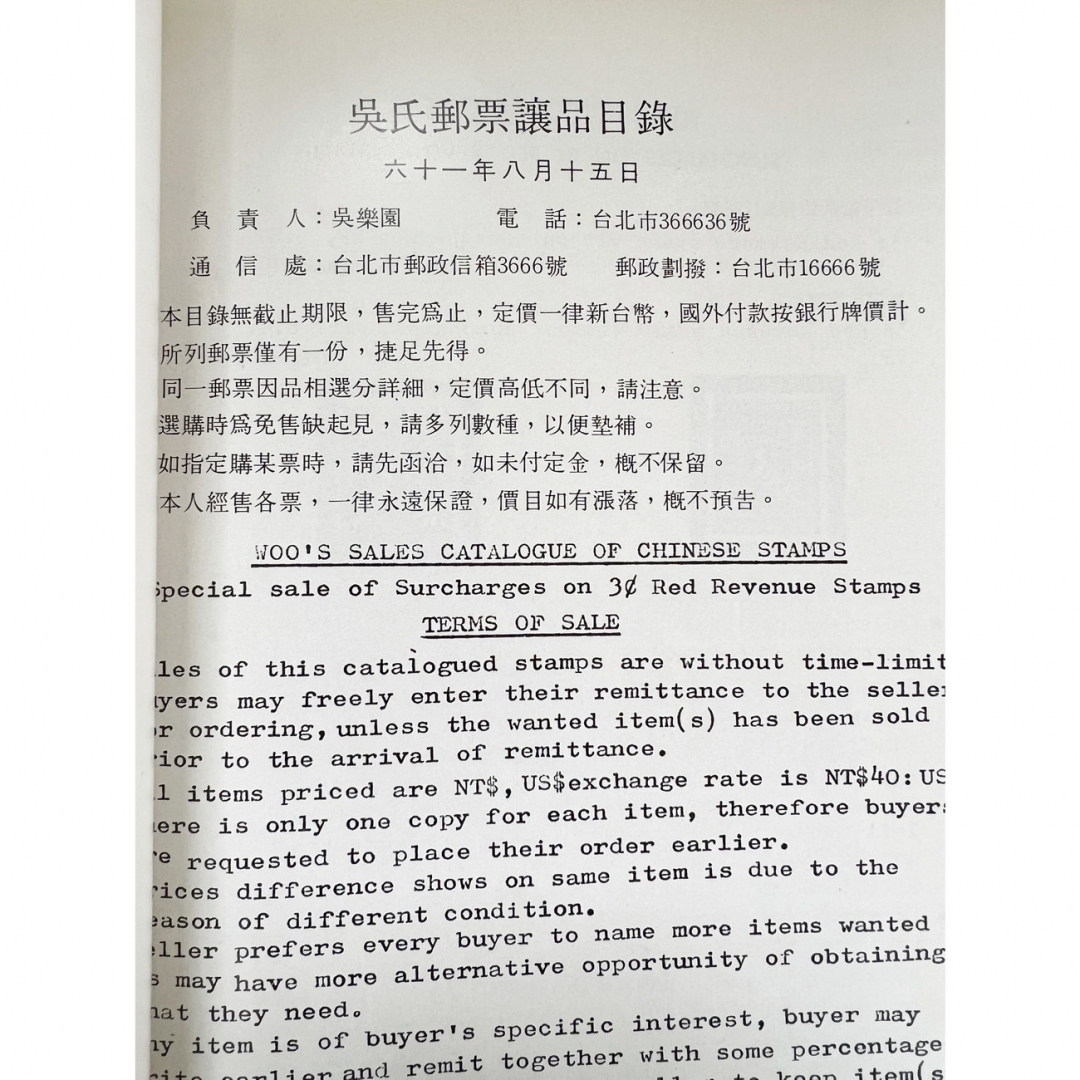 吳氏郵票讓品目錄
六十一年八月十五日
負責人：吳樂園 電話：台北市366636號
通信處：台北市郵政信箱3666號 郵政劃撥：台北市16666號
本目錄無截止期限，售完爲止，定價一律新台幣，國外付款按銀行牌價計。
所列郵票僅有一份，捷足先得。
同一郵票因品相選分詳細，定價高低不同，請注意。
選購時爲免售缺起見，請多列數種，以便墊補。
如指定購某票時，請先函洽，如未付定金，概不保留。
本人經售各票，一律永遠保證，價目如有漲落，概不預告。
WOO'S SALES CATALOGUE OF CHINESE STAMPS
Special sale of Surcharges on 3¢ Red Revenue Stamps
TERMS OF SALE
of this catalogued stamps are without time-limit
may freely enter their remittance to the seller
ordering, unless the wanted item(s) has been sold
to the arrival of remittance.
items priced are NT$, US$exchange rate is NT$40:US
is only one copy for each item, therefore buyers
requested to place their order earlier.
difference shows on same item is due to the
of different condition.
prefers every buyer to name more items wanted
may have more alternative opportunity of obtaining
they need.
item is of buyer's specific interest, buyer may
earlier and remit together with some percentage
to keep item(s